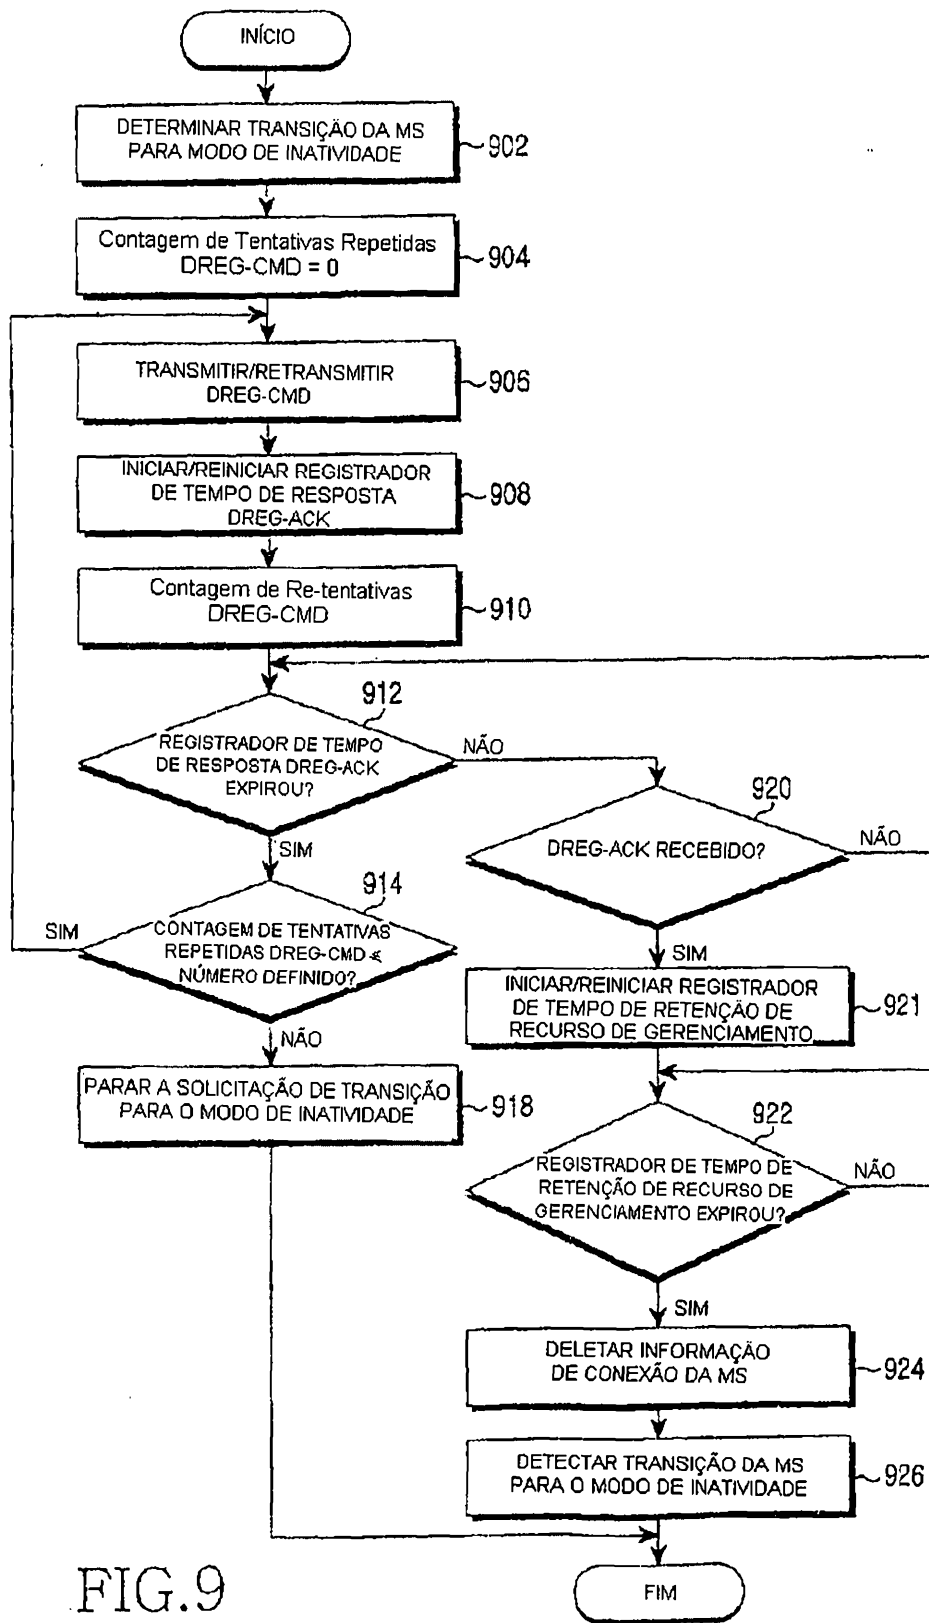 INÍCIO
DETERMINAR TRANSIÇÃO DA MS
PARA MODO DE INATIVIDADE
902
Contagem de Tentativas Repetidas
DREG-CMD = 0
904
TRANSMITIR/RETRANSMITIR
DREG-CMD
906
INICIAR/REINICIAR REGISTRADOR
DE TEMPO DE RESPOSTA
DREG-ACK
908
Contagem de Re-tentativas
DREG-CMD
910
912
REGISTRADOR DE TEMPO
DE RESPOSTA DREG-ACK
EXPIROU?
NÃO
SIM
914
CONTAGEM DE TENTATIVAS
REPETIDAS DREG-CMD <
NÚMERO DEFINIDO?
SIM
NÃO
PARAR A SOLICITAÇÃO DE TRANSIÇÃO
PARA O MODO DE INATIVIDADE
918
920
DREG-ACK RECEBIDO?
NÃO
SIM
INICIAR/REINICIAR REGISTRADOR
DE TEMPO DE RETENÇÃO DE
RECURSO DE GERENCIAMENTO
921
922
REGISTRADOR DE TEMPO DE
RETENÇÃO DE RECURSO DE
GERENCIAMENTO EXPIROU?
NÃO
SIM
DELETAR INFORMAÇÃO
DE CONEXÃO DA MS
924
DETECTAR TRANSIÇÃO DA MS
PARA O MODO DE INATIVIDADE
926
FIM
FIG.9